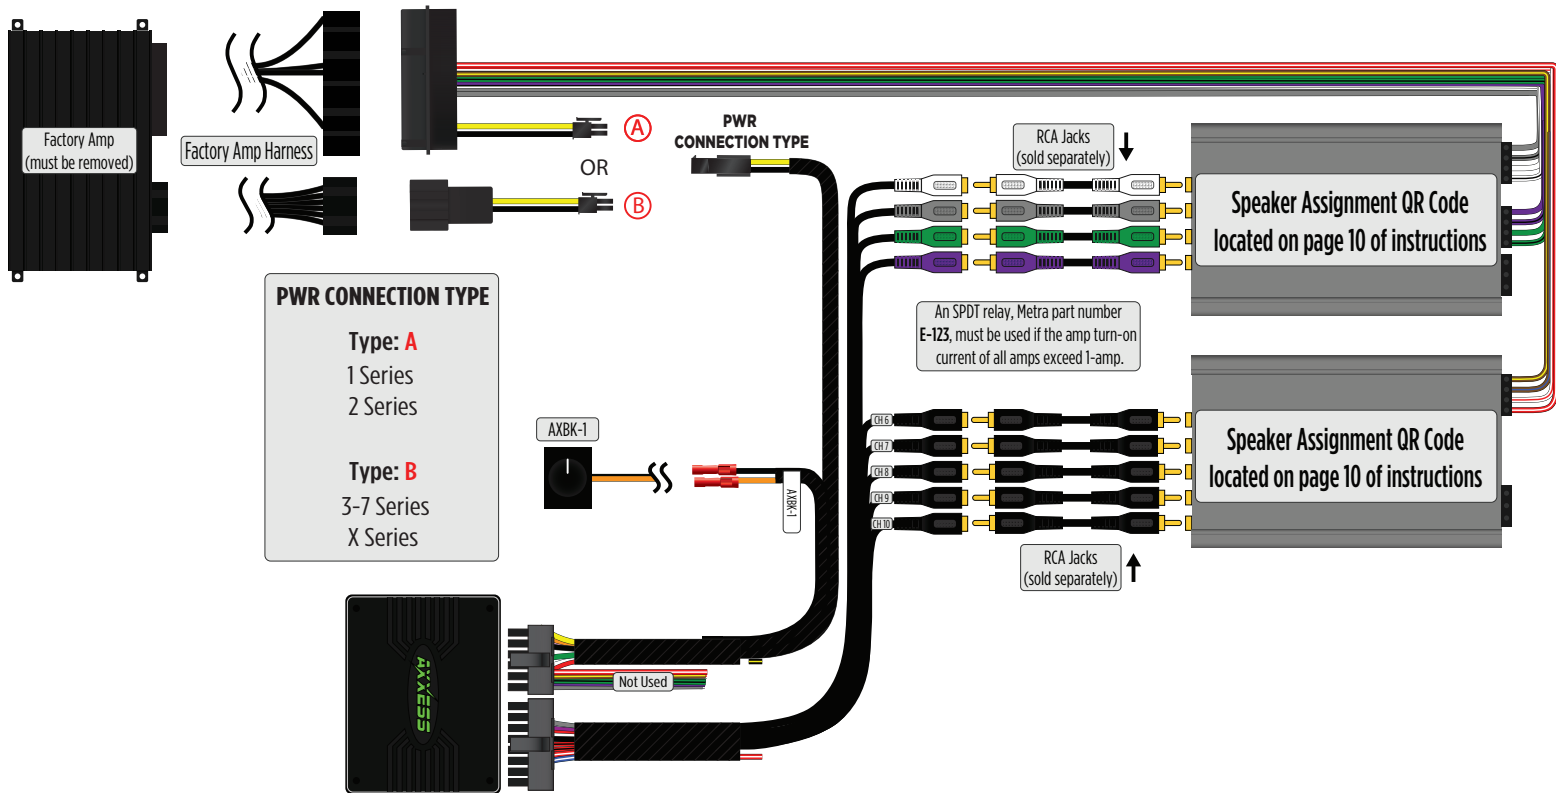 Factory Amp
(must be removed)
Factory Amp Harness
A
OR
B
PWR
CONNECTION TYPE
RCA Jacks
(sold separately)
Speaker Assignment QR Code
located on page 10 of instructions
An SPDT relay, Metra part number
E-123, must be used if the amp turn-on
current of all amps exceed 1-amp.
PWR CONNECTION TYPE
Type: A
1 Series
2 Series
Type: B
3-7 Series
X Series
AXBK-1
AXBK-1
CH 6
CH 7
CH 8
CH 9
CH 10
Speaker Assignment QR Code
located on page 10 of instructions
RCA Jacks
(sold separately)
AXXESS
Not Used